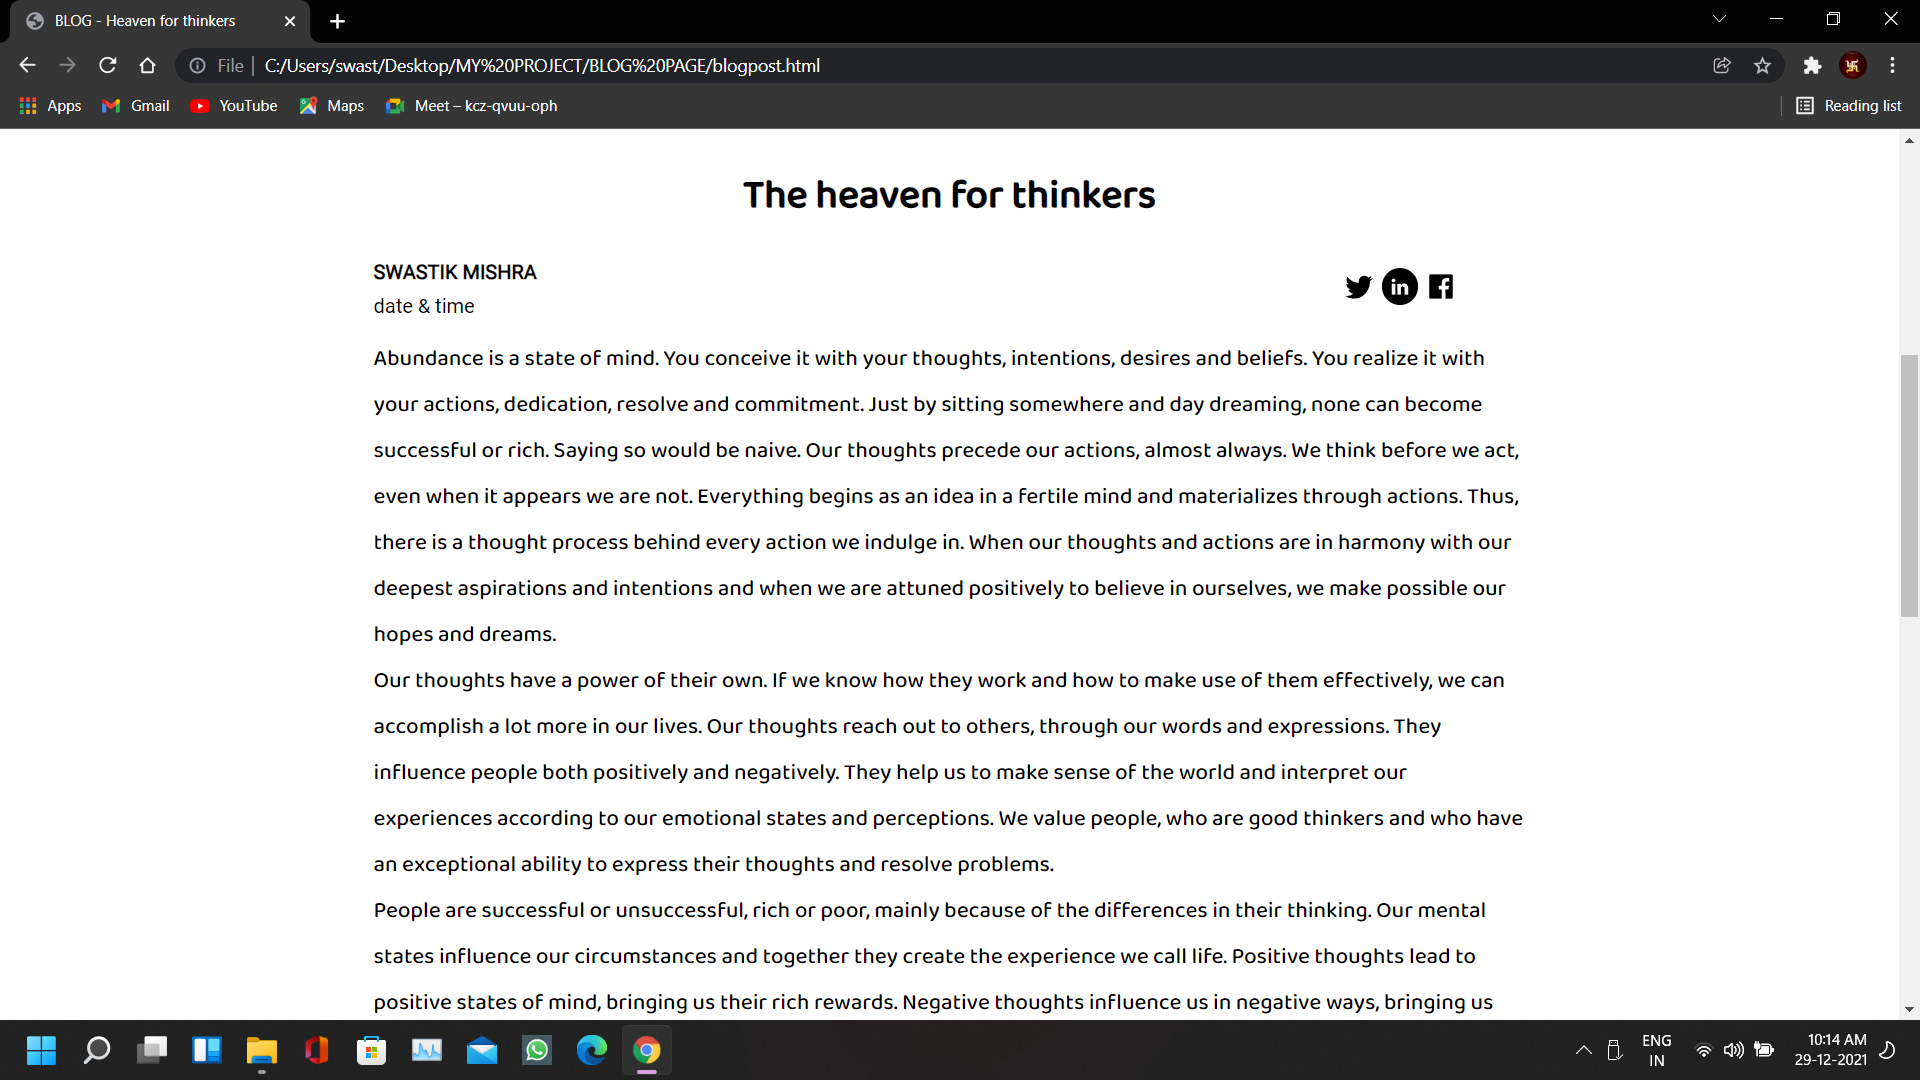 BLOG - Heaven for thinkers
File | C:/Users/swast/Desktop/MY%20PROJECT/BLOG%20PAGE/blogpost.html
Apps Gmail YouTube Maps Meet – kcz-qvuu-oph Reading list
The heaven for thinkers
SWASTIK MISHRA
in
date & time
Abundance is a state of mind. You conceive it with your thoughts, intentions, desires and beliefs. You realize it with
your actions, dedication, resolve and commitment. Just by sitting somewhere and day dreaming, none can become
successful or rich. Saying so would be naive. Our thoughts precede our actions, almost always. We think before we act,
even when it appears we are not. Everything begins as an idea in a fertile mind and materializes through actions. Thus,
there is a thought process behind every action we indulge in. When our thoughts and actions are in harmony with our
deepest aspirations and intentions and when we are attuned positively to believe in ourselves, we make possible our
hopes and dreams.
Our thoughts have a power of their own. If we know how they work and how to make use of them effectively, we can
accomplish a lot more in our lives. Our thoughts reach out to others, through our words and expressions. They
influence people both positively and negatively. They help us to make sense of the world and interpret our
experiences according to our emotional states and perceptions. We value people, who are good thinkers and who have
an exceptional ability to express their thoughts and resolve problems.
People are successful or unsuccessful, rich or poor, mainly because of the differences in their thinking. Our mental
states influence our circumstances and together they create the experience we call life. Positive thoughts lead to
positive states of mind, bringing us their rich rewards. Negative thoughts influence us in negative ways, bringing us
ENG
IN
10:14 AM
29-12-2021